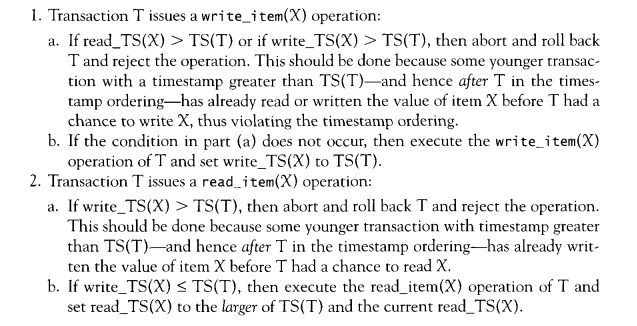 1. Transaction T issues a write_item(X) operation:
a. If read_TS(X) > TS(T) or if write_TS(X) > TS(T), then abort and roll back
T and reject the operation. This should be done because some younger transac-
tion with a timestamp greater than TS(T)—and hence after T in the times-
tamp ordering—has already read or written the value of item X before T had a
chance to write X, thus violating the timestamp ordering.
b. If the condition in part (a) does not occur, then execute the write_item(X)
operation of T and set write_TS(X) to TS(T).
2. Transaction T issues a read_item(X) operation:
a. If write_TS(X) > TS(T), then abort and roll back T and reject the operation.
This should be done because some younger transaction with timestamp greater
than TS(T)—and hence after T in the timestamp ordering—has already writ-
ten the value of item X before T had a chance to read X.
b. If write_TS(X) ≤ TS(T), then execute the read_item(X) operation of T and
set read_TS(X) to the larger of TS(T) and the current read_TS(X).